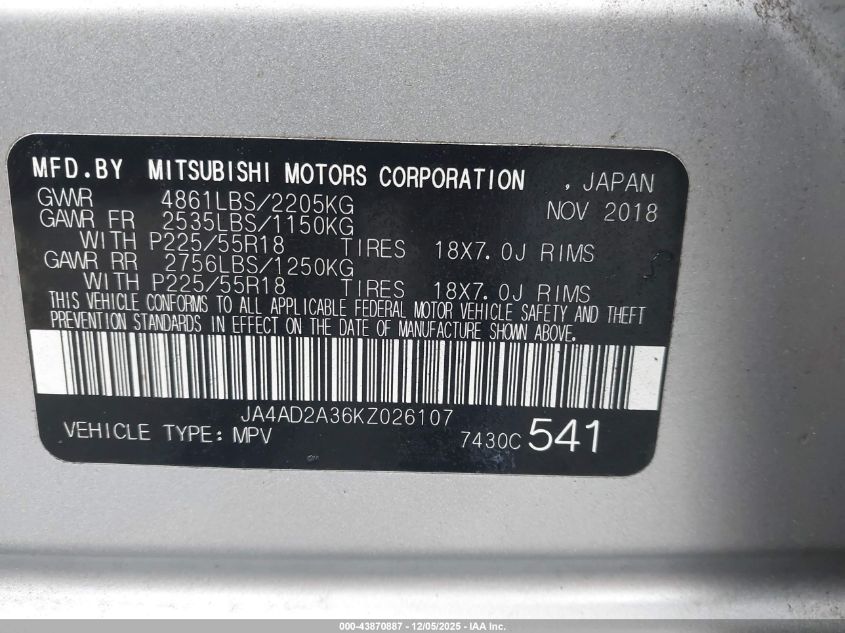 MFD.BY MITSUBISHI MOTORS CORPORATION , JAPAN
GVWR 4861LBS/2205KG NOV 2018
GAWR FR 2535LBS/1150KG
WITH P225/55R18 TIRES 18X7.0J RIMS
GAWR RR 2756LBS/1250KG
WITH P225/55R18 TIRES 18X7.0J RIMS
THIS VEHICLE CONFORMS TO ALL APPLICABLE FEDERAL MOTOR VEHICLE SAFETY AND THEFT
PREVENTION STANDARDS IN EFFECT ON THE DATE OF MANUFACTURE SHOWN ABOVE.
JA4AD2A36KZ026107
VEHICLE TYPE: MPV 7430C 541
000-43870887 - 12/05/2025 - IAA Inc.